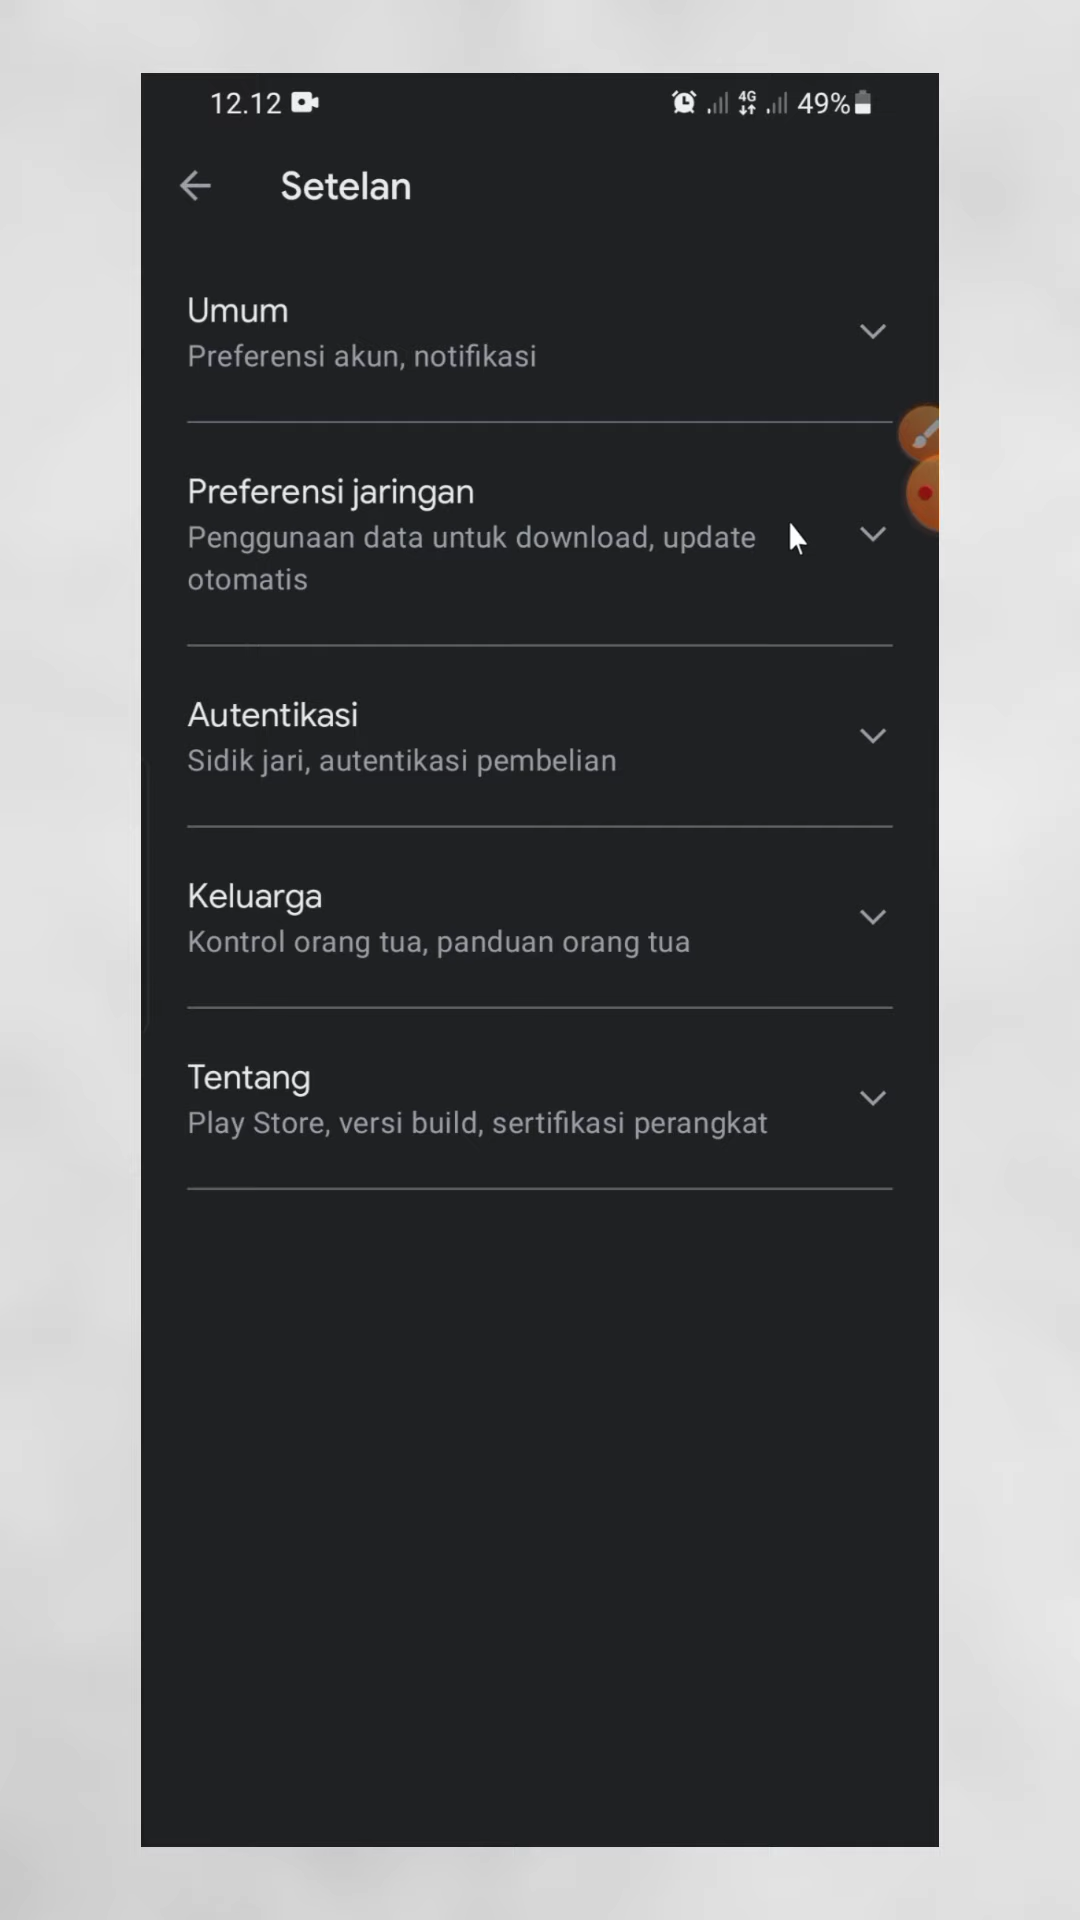 12.12
4G
49%
Setelan
Umum
Preferensi akun, notifikasi
Preferensi jaringan
Penggunaan data untuk download, update
otomatis
Autentikasi
Sidik jari, autentikasi pembelian
Keluarga
Kontrol orang tua, panduan orang tua
Tentang
Play Store, versi build, sertifikasi perangkat